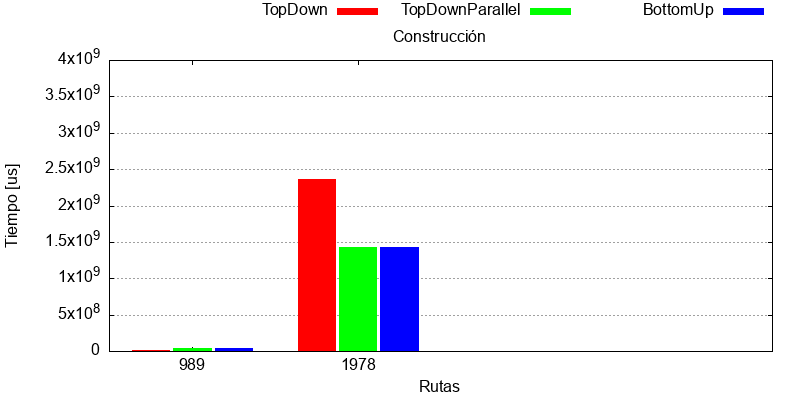 TopDown TopDownParallel BottomUp
Construcción
4x10^9
3.5x10^9
3x10^9
2.5x10^9
2x10^9
1.5x10^9
1x10^9
5x10^8
0
Tiempo [us]
989 1978
Rutas